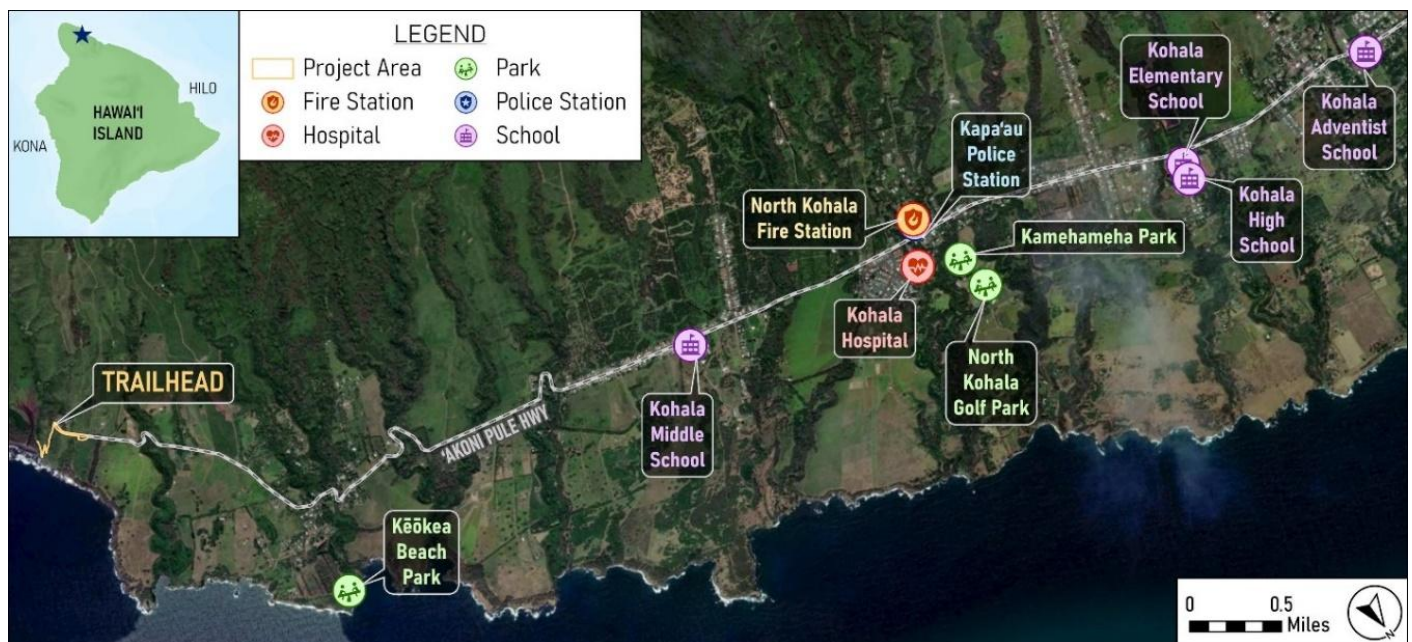 HAWAI‘I
ISLAND
HILO
KONA
LEGEND
Project Area
Park
Fire Station
Police Station
Hospital
School
TRAILHEAD
‘AKONI PULE HWY
Kēōkea
Beach
Park
Kohala
Middle
School
North Kohala
Fire Station
Kapa‘au
Police
Station
Kohala
Hospital
Kamehameha Park
North
Kohala
Golf Park
Kohala
Elementary
School
Kohala
High
School
Kohala
Adventist
School
0 0.5
Miles
N